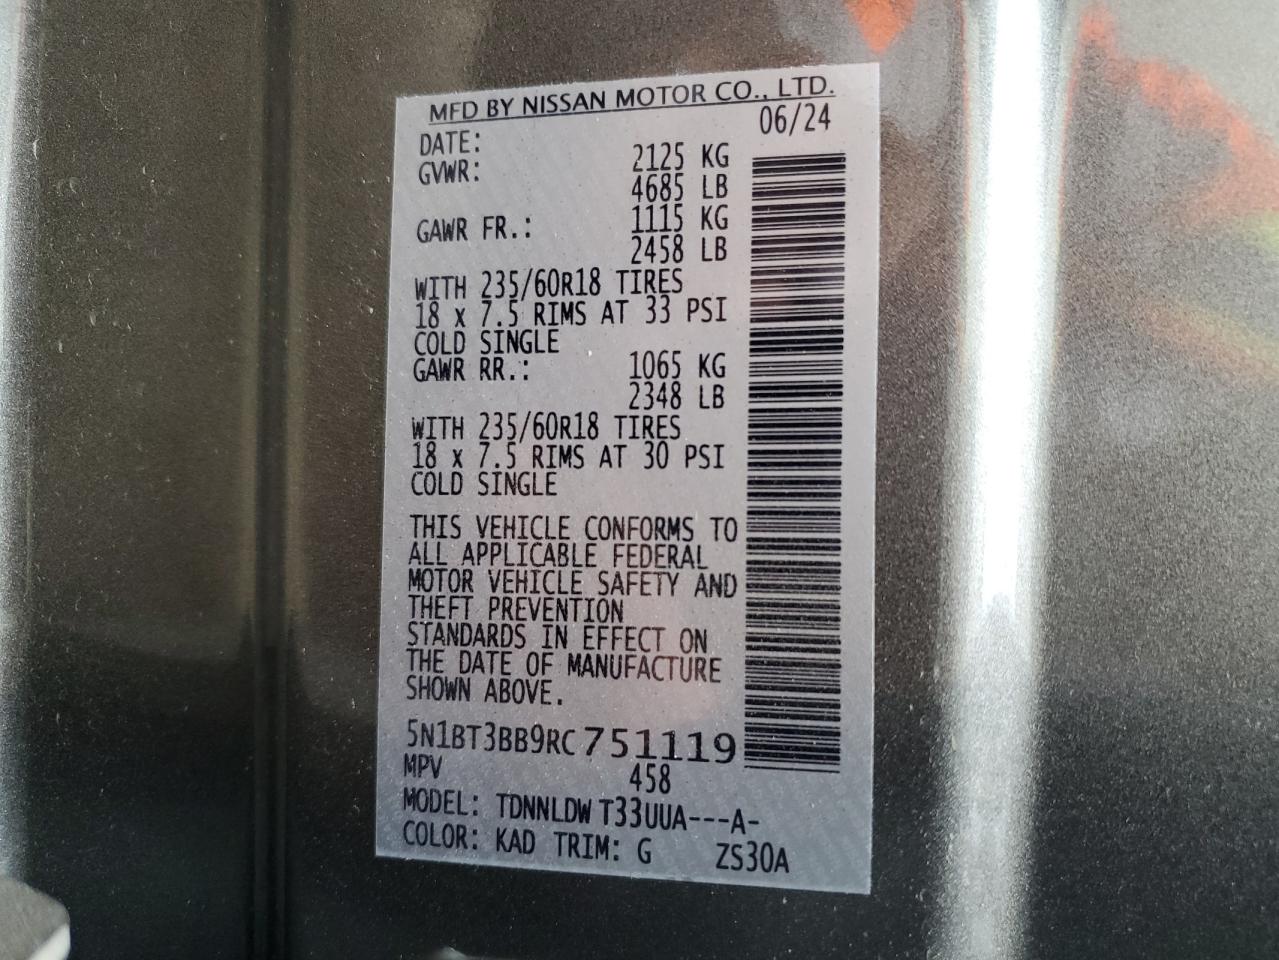 MFD BY NISSAN MOTOR CO., LTD.
DATE: 06/24
GVWR: 2125 KG
4685 LB
GAWR FR.: 1115 KG
2458 LB
WITH 235/60R18 TIRES
18 x 7.5 RIMS AT 33 PSI
COLD SINGLE
GAWR RR.: 1065 KG
2348 LB
WITH 235/60R18 TIRES
18 x 7.5 RIMS AT 30 PSI
COLD SINGLE
THIS VEHICLE CONFORMS TO
ALL APPLICABLE FEDERAL
MOTOR VEHICLE SAFETY AND
THEFT PREVENTION
STANDARDS IN EFFECT ON
THE DATE OF MANUFACTURE
SHOWN ABOVE.
5N1BT3BB9RC751119
MPV 458
MODEL: TDNNLDW T33UUA---A-
COLOR: KAD TRIM: G ZS30A